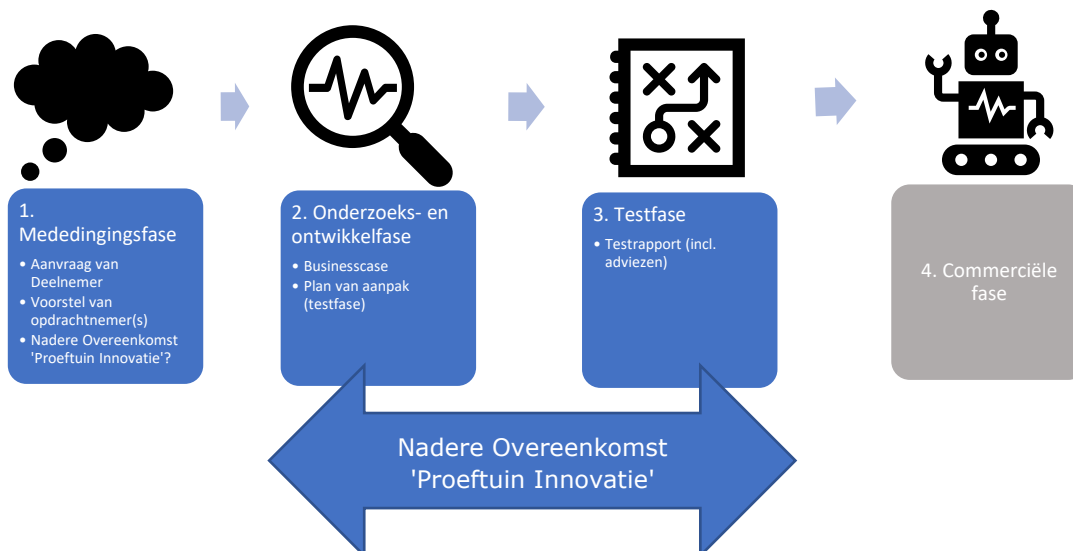 1.
Mededingingsfase
• Aanvraag van
Deelnemer
• Voorstel van
opdrachtnemer(s)
• Nadere Overeenkomst
'Proeftuin Innovatie'?
2. Onderzoeks- en
ontwikkelfase
• Businesscase
• Plan van aanpak
(testfase)
3. Testfase
• Testrapport (incl.
adviezen)
4. Commerciële
fase
Nadere Overeenkomst
'Proeftuin Innovatie'